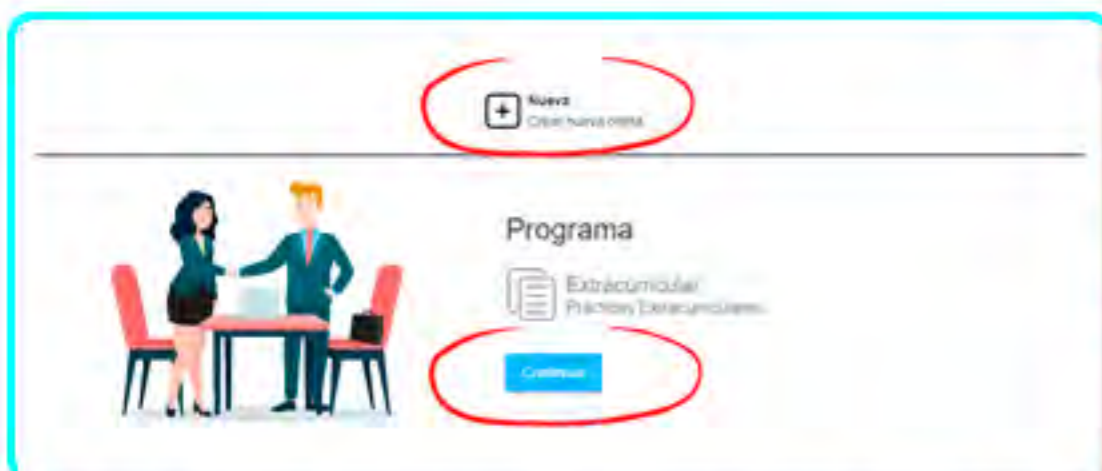 Nueva
Crear nueva oferta
Programa
Extracurricular
Prácticas Extracurriculares
Continuar